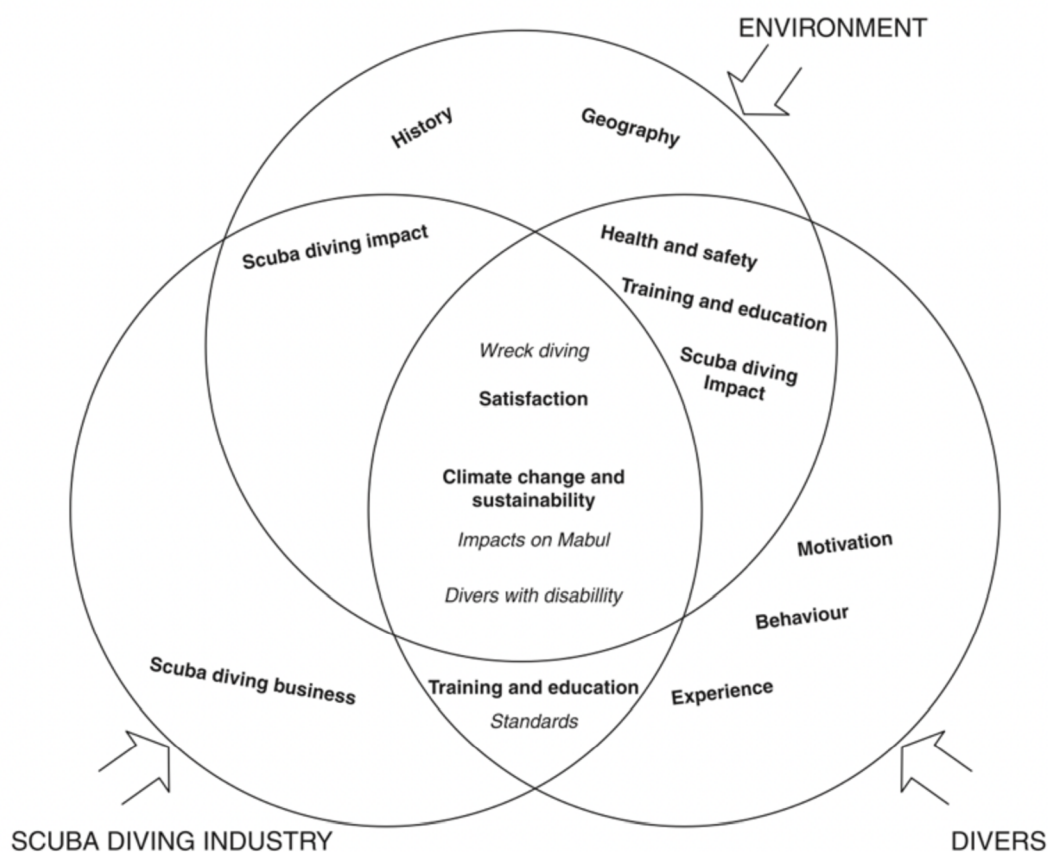 ENVIRONMENT
History
Geography
Scuba diving impact
Health and safety
Training and education
Scuba diving
Impact
Wreck diving
Satisfaction
Climate change and
sustainability
Impacts on Mabul
Divers with disabillity
Motivation
Behaviour
Experience
Scuba diving business
Training and education
Standards
SCUBA DIVING INDUSTRY
DIVERS